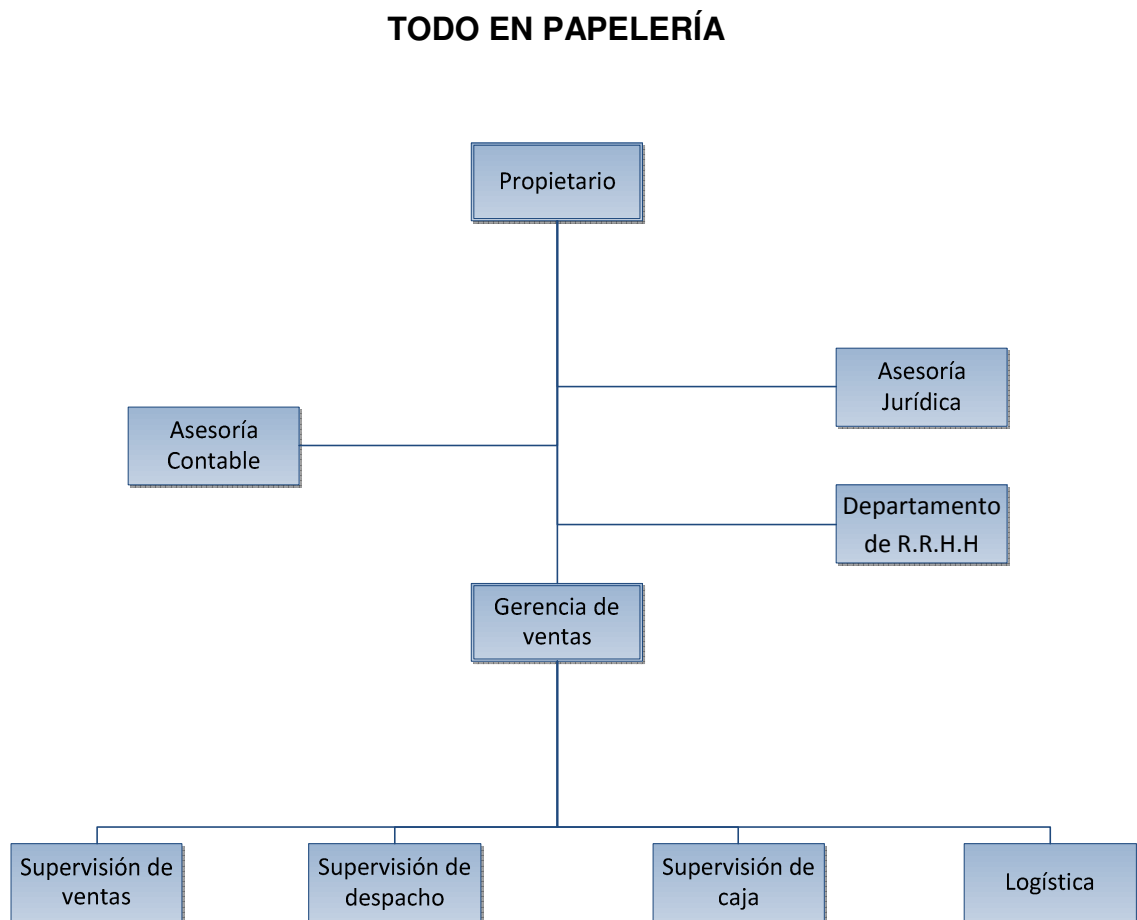 TODO EN PAPELERÍA
Propietario
Asesoría
Jurídica
Asesoría
Contable
Departamento
de R.R.H.H
Gerencia de
ventas
Supervisión de
ventas
Supervisión de
despacho
Supervisión de
caja
Logística